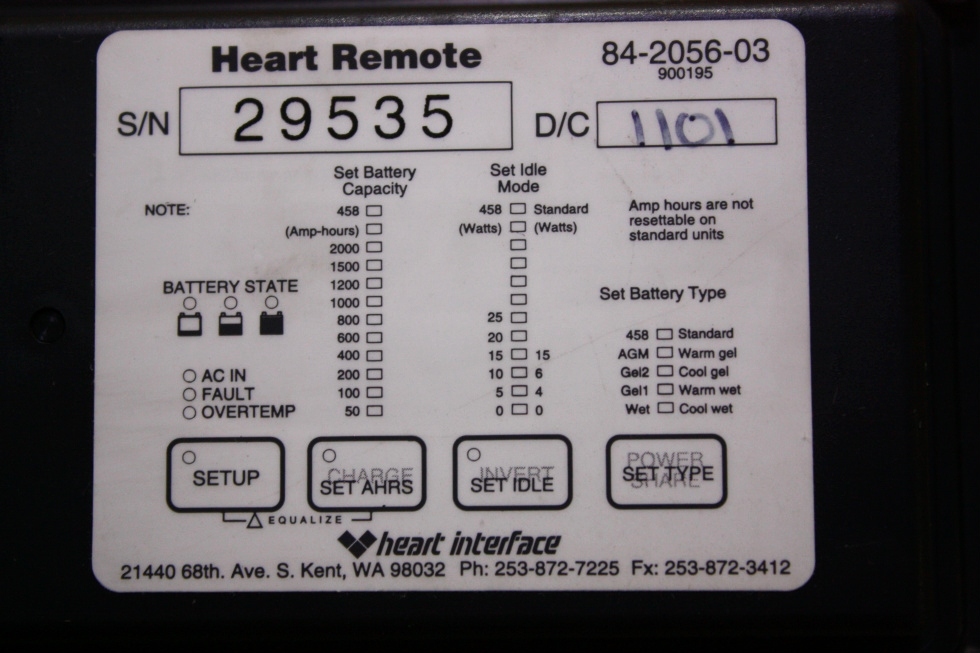 Heart Remote
84-2056-03
900195
S/N 29535
D/C 1101
Set Battery
Capacity
Set Idle
Mode
NOTE:
458
458 Standard
(Amp-hours)
(Watts) (Watts)
Amp hours are not
resettable on
standard units
2000
1500
1200
1000
800
600
400
200
100
50
25
20
15 15
10 6
5 4
0 0
BATTERY STATE
AC IN
FAULT
OVERTEMP
Set Battery Type
458 Standard
AGM Warm gel
Gel2 Cool gel
Gel1 Warm wet
Wet Cool wet
SETUP
CHARGE
SET AHRS
INVERT
SET IDLE
POWER
SET TYPE
SHARE
EQUALIZE
heart interface
21440 68th. Ave. S. Kent, WA 98032 Ph: 253-872-7225 Fx: 253-872-3412